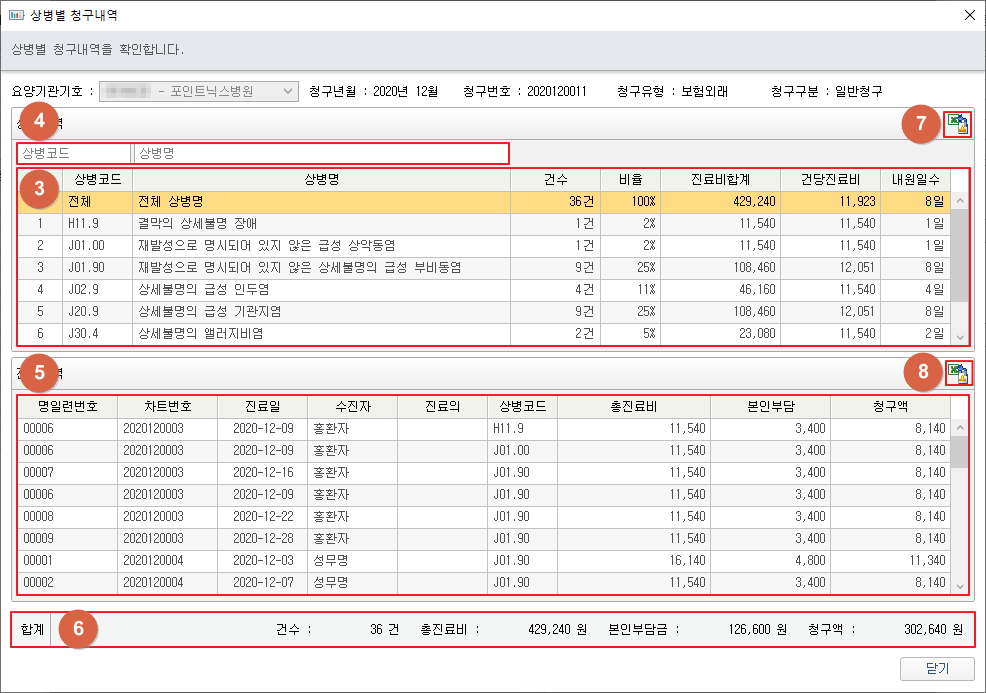 상병별 청구내역
상병별 청구내역을 확인합니다.
요양기관기호 : - 포인트닉스병원 청구년월 : 2020년 12월 청구번호 : 2020120011 청구유형 : 보험외래 청구구분 : 일반청구
4 7
상병코드 상병명
3 상병코드 상병명 건수 비율 진료비합계 건당진료비 내원일수
전체 전체 상병명 36건 100% 429,240 11,923 8일
1 H11.9 결막의 상세불명 장애 1건 2% 11,540 11,540 1일
2 J01.00 재발성으로 명시되어 있지 않은 급성 상악동염 1건 2% 11,540 11,540 1일
3 J01.90 재발성으로 명시되어 있지 않은 상세불명의 급성 부비동염 9건 25% 108,460 12,051 8일
4 J02.9 상세불명의 급성 인두염 4건 11% 46,160 11,540 4일
5 J20.9 상세불명의 급성 기관지염 9건 25% 108,460 12,051 8일
6 J30.4 상세불명의 앨러지비염 2건 5% 23,080 11,540 2일
5 8
명일련번호 차트번호 진료일 수진자 진료의 상병코드 총진료비 본인부담 청구액
00006 2020120003 2020-12-09 홍환자 H11.9 11,540 3,400 8,140
00006 2020120003 2020-12-09 홍환자 J01.00 11,540 3,400 8,140
00007 2020120003 2020-12-16 홍환자 J01.90 11,540 3,400 8,140
00006 2020120003 2020-12-09 홍환자 J01.90 11,540 3,400 8,140
00008 2020120003 2020-12-22 홍환자 J01.90 11,540 3,400 8,140
00009 2020120003 2020-12-28 홍환자 J01.90 11,540 3,400 8,140
00001 2020120004 2020-12-03 성무명 J01.90 16,140 4,800 11,340
00002 2020120004 2020-12-07 성무명 J01.90 11,540 3,400 8,140
합계 6 건수 : 36 건 총진료비 : 429,240 원 본인부담금 : 126,600 원 청구액 : 302,640 원
닫기